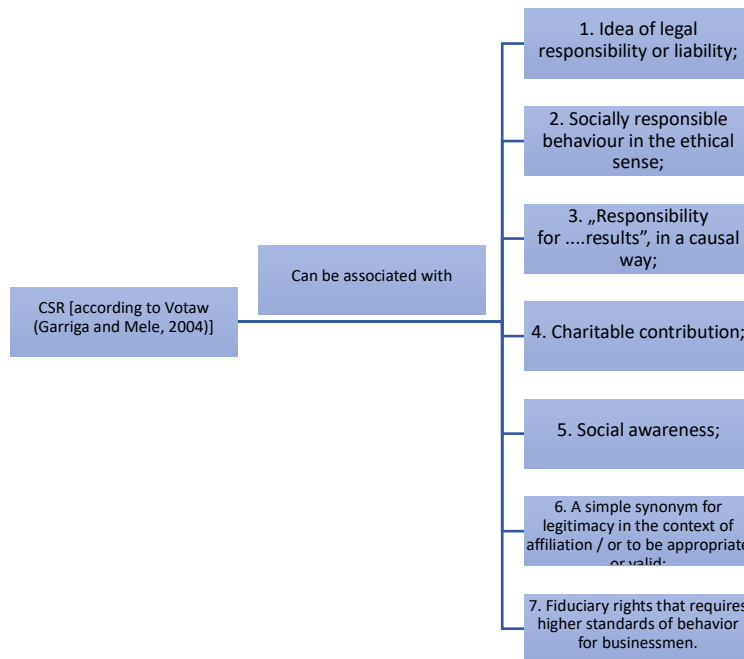 CSR [according to Votaw
(Garriga and Mele, 2004)]
Can be associated with
1. Idea of legal
responsibility or liability;
2. Socially responsible
behaviour in the ethical
sense;
3. „Responsibility
for ....results”, in a causal
way;
4. Charitable contribution;
5. Social awareness;
6. A simple synonym for
legitimacy in the context of
affiliation / or to be appropriate
or valid;
7. Fiduciary rights that requires
higher standards of behavior
for businessmen.